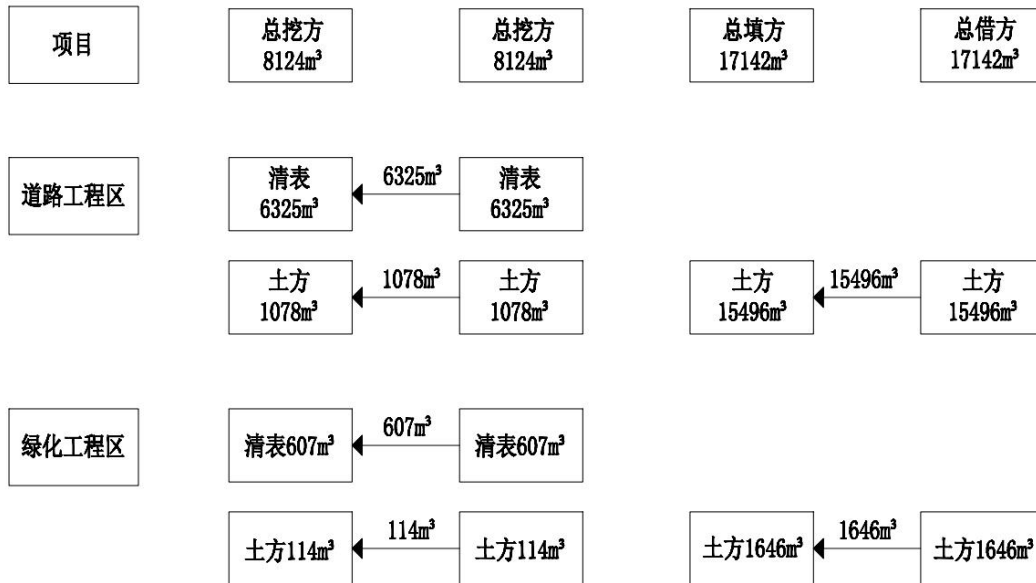 项目
总挖方
8124m³
总挖方
8124m³
总填方
17142m³
总借方
17142m³
道路工程区
清表
6325m³
6325m³
清表
6325m³
土方
1078m³
1078m³
土方
1078m³
土方
15496m³
15496m³
土方
15496m³
绿化工程区
清表607m³
607m³
清表607m³
土方114m³
114m³
土方114m³
土方1646m³
1646m³
土方1646m³